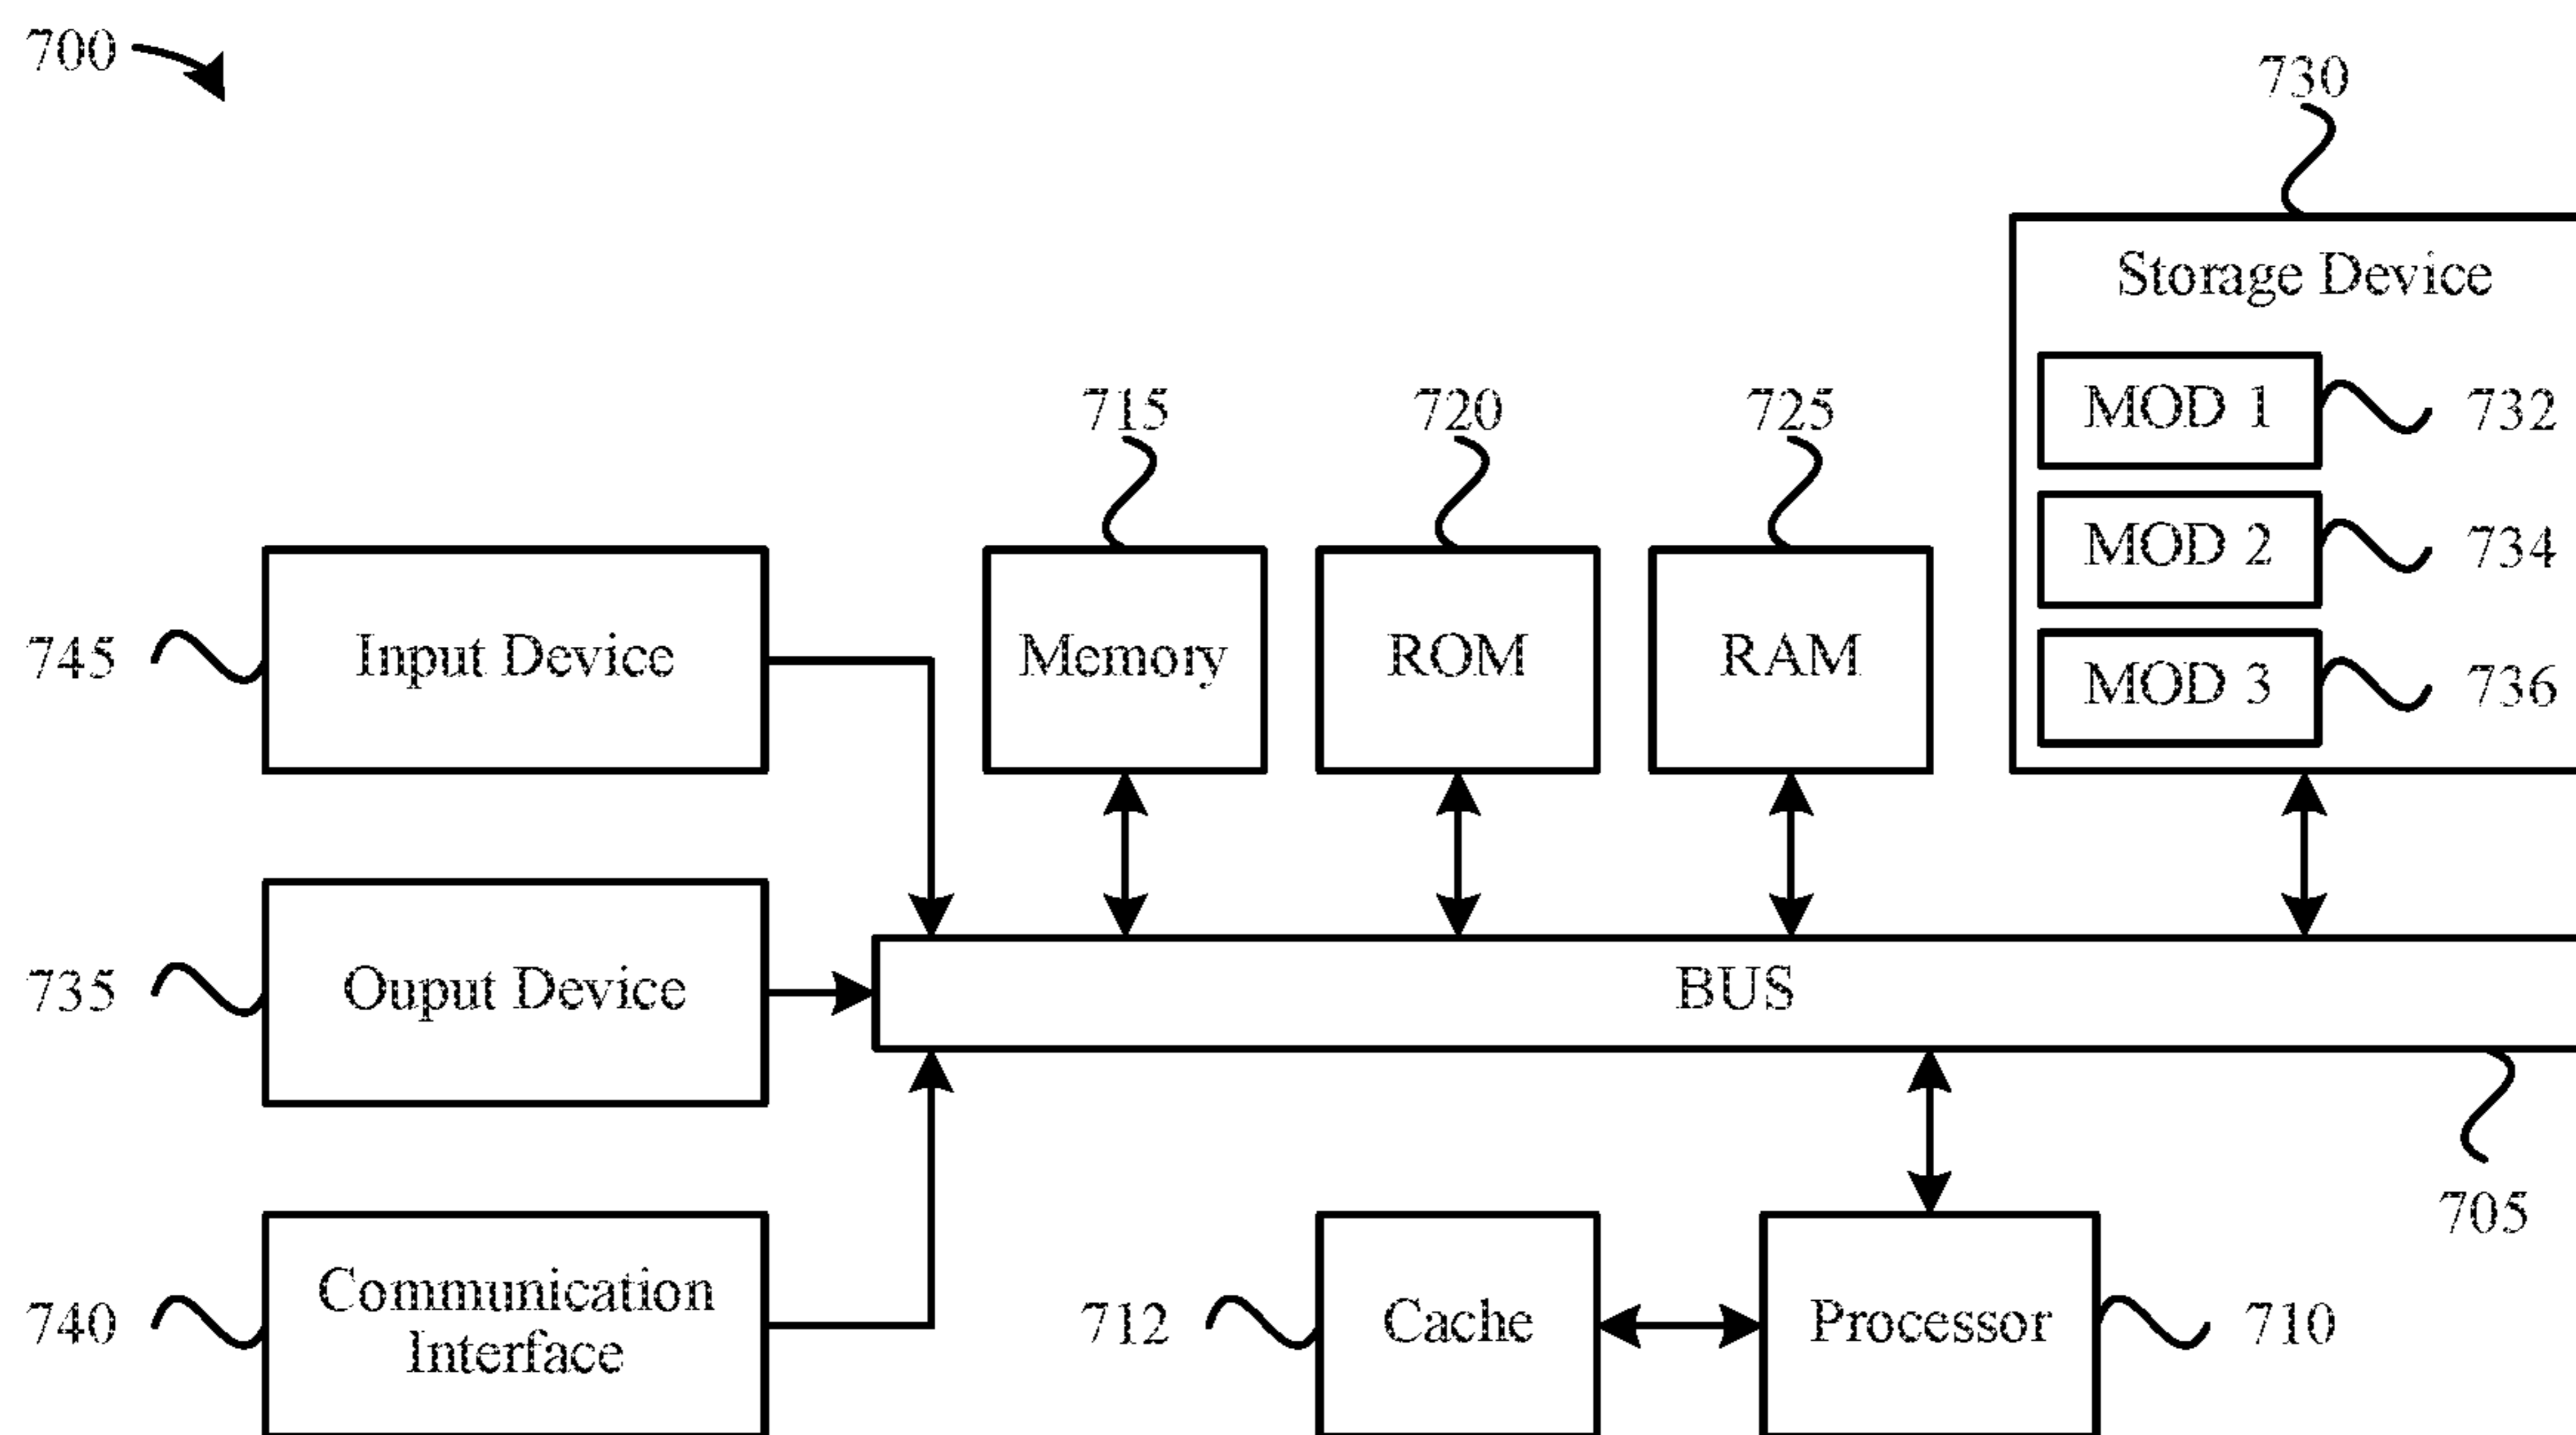 700
730
Storage Device
MOD 1
732
715
720
725
MOD 2
734
745
Input Device
Memory
ROM
RAM
MOD 3
736
735
Ouput Device
BUS
705
740
Communication
Interface
712
Cache
Processor
710